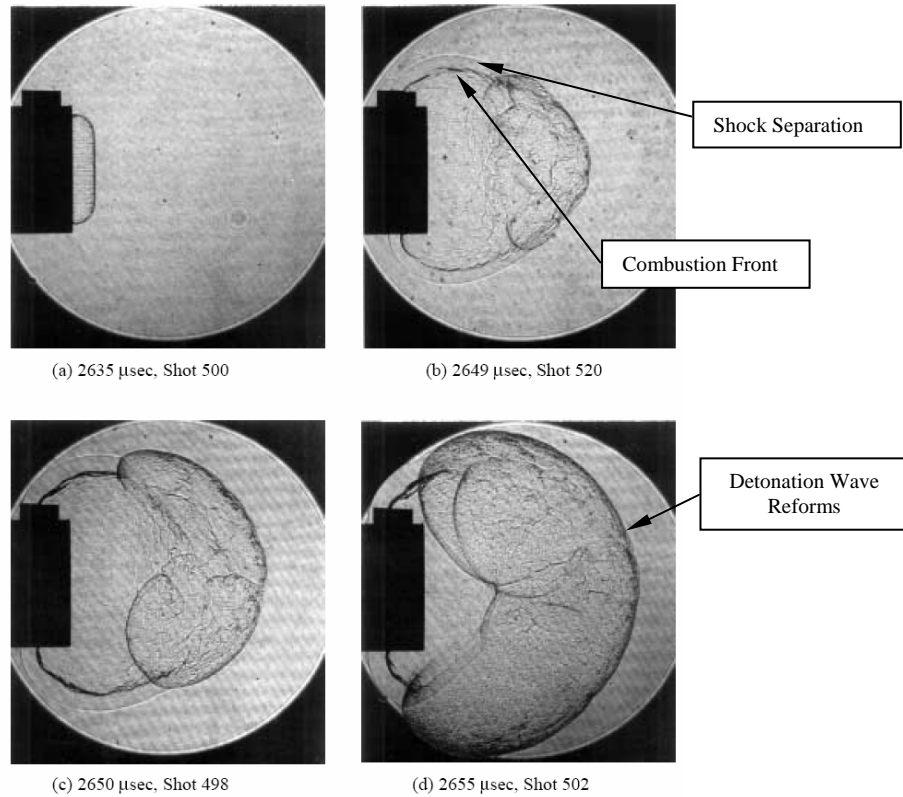 Shock Separation
Combustion Front
(a) 2635 µsec, Shot 500
(b) 2649 µsec, Shot 520
Detonation Wave
Reforms
(c) 2650 µsec, Shot 498
(d) 2655 µsec, Shot 502